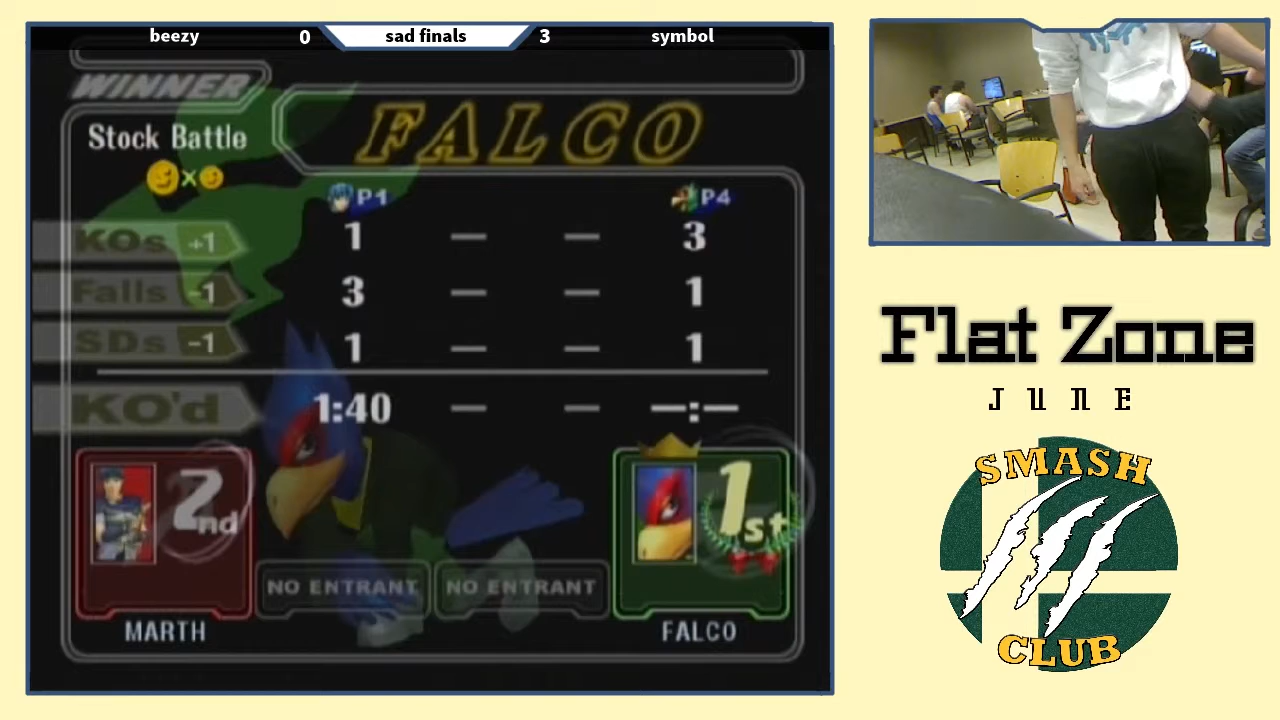 beezy 0 sad finals 3 symbol
WINNER
Stock Battle
FALCO
P1 P4
KOs +1 1 — — 3
Falls -1 3 — — 1
SDs -1 1 — — 1
KO'd 1:40 — — —:—
2nd
1st
NO ENTRANT NO ENTRANT
MARTH FALCO
Flat Zone
JUNE
SMASH
CLUB